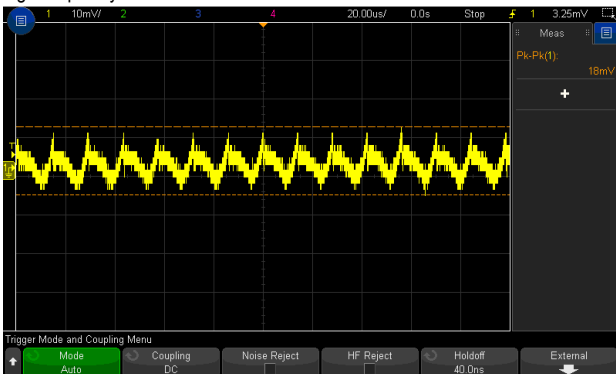 1 10mV/ 2 3 4 20.00us/ 0.0s Stop 1 3.25mV
Meas
Pk-Pk(1):
18mV
+
T
Trigger Mode and Coupling Menu
Mode Coupling Noise Reject HF Reject Holdoff External
Auto DC 40.0ns